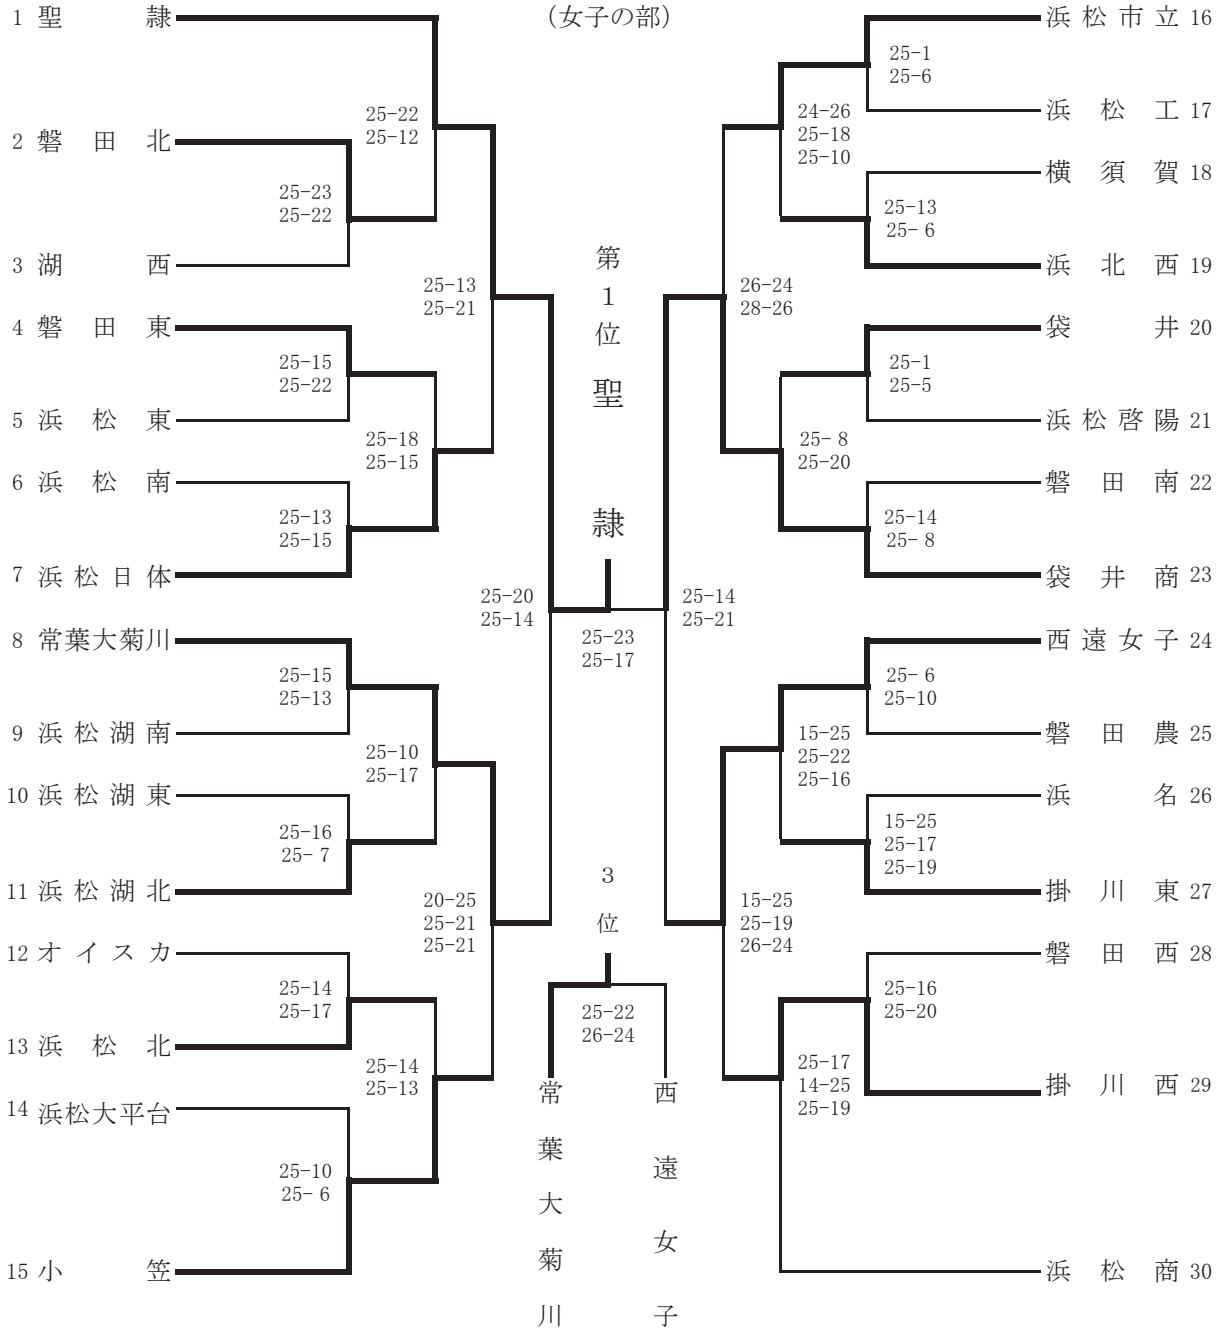 (女子の部)
1 聖隷
25-22
25-12
2 磐田北
25-23
25-22
3 湖西
25-13
25-21
4 磐田東
25-15
25-22
5 浜松東
25-18
25-15
6 浜松南
25-13
25-15
7 浜松日体
25-20
25-14
8 常葉大菊川
25-15
25-13
9 浜松湖南
25-10
25-17
10 浜松湖東
25-16
25- 7
11 浜松湖北
20-25
25-21
25-21
12 オイスカ
25-14
25-17
13 浜松北
25-14
25-13
14 浜松大平台
25-10
25- 6
15 小笠
第1位
聖隷
25-23
25-17
3位
25-22
26-24
常葉大菊川
西遠女子
浜松市立 16
25-1
25-6
浜松工 17
24-26
25-18
25-10
横須賀 18
25-13
25- 6
浜北西 19
26-24
28-26
袋井 20
25-1
25-5
浜松啓陽 21
25- 8
25-20
磐田南 22
25-14
25- 8
袋井商 23
25-14
25-21
西遠女子 24
25- 6
25-10
磐田農 25
15-25
25-22
25-16
浜名 26
15-25
25-17
25-19
掛川東 27
15-25
25-19
26-24
磐田西 28
25-16
25-20
掛川西 29
25-17
14-25
25-19
浜松商 30